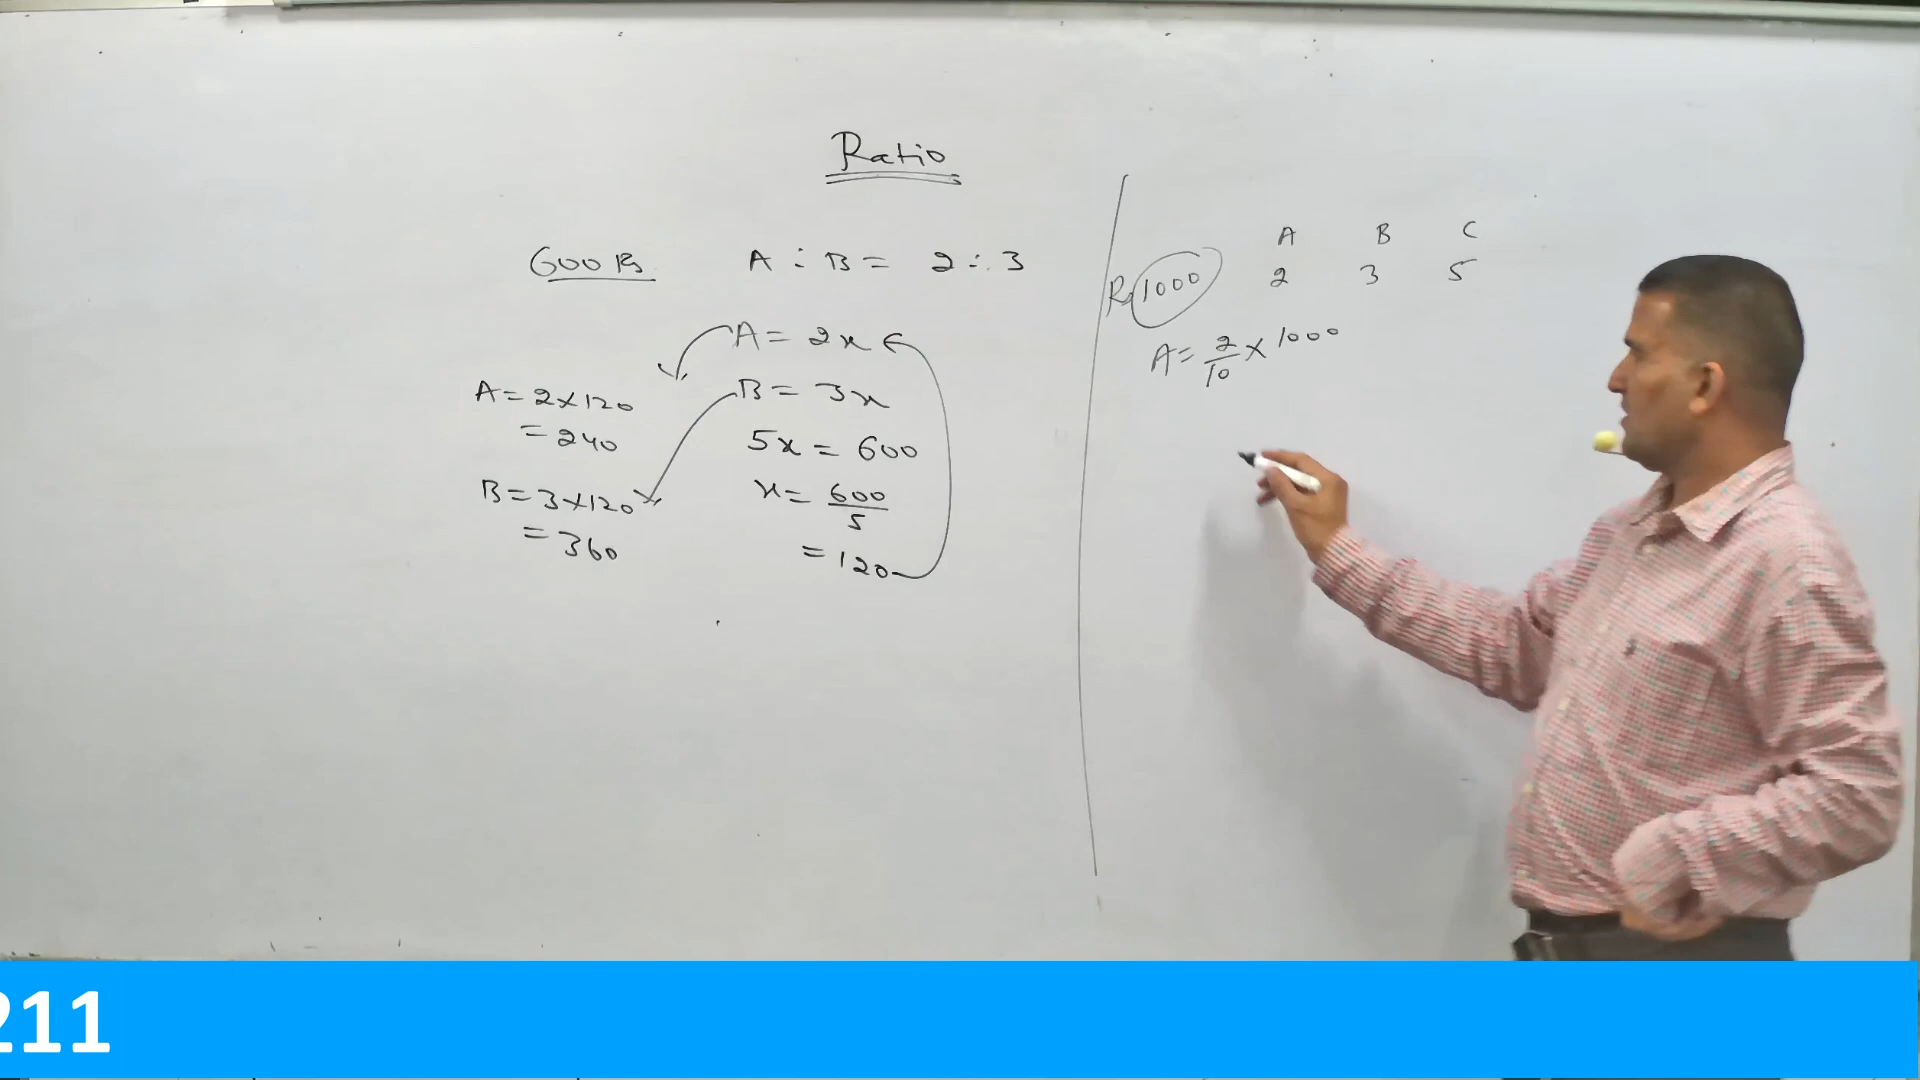 Ratio
600 Rs A : B = 2 : 3
A = 2x
B = 3x
5x = 600
x = 600/5
= 120
A = 2 x 120
= 240
B = 3 x 120
= 360
A B C
Rs 1000 2 3 5
A = 2/10 x 1000
211